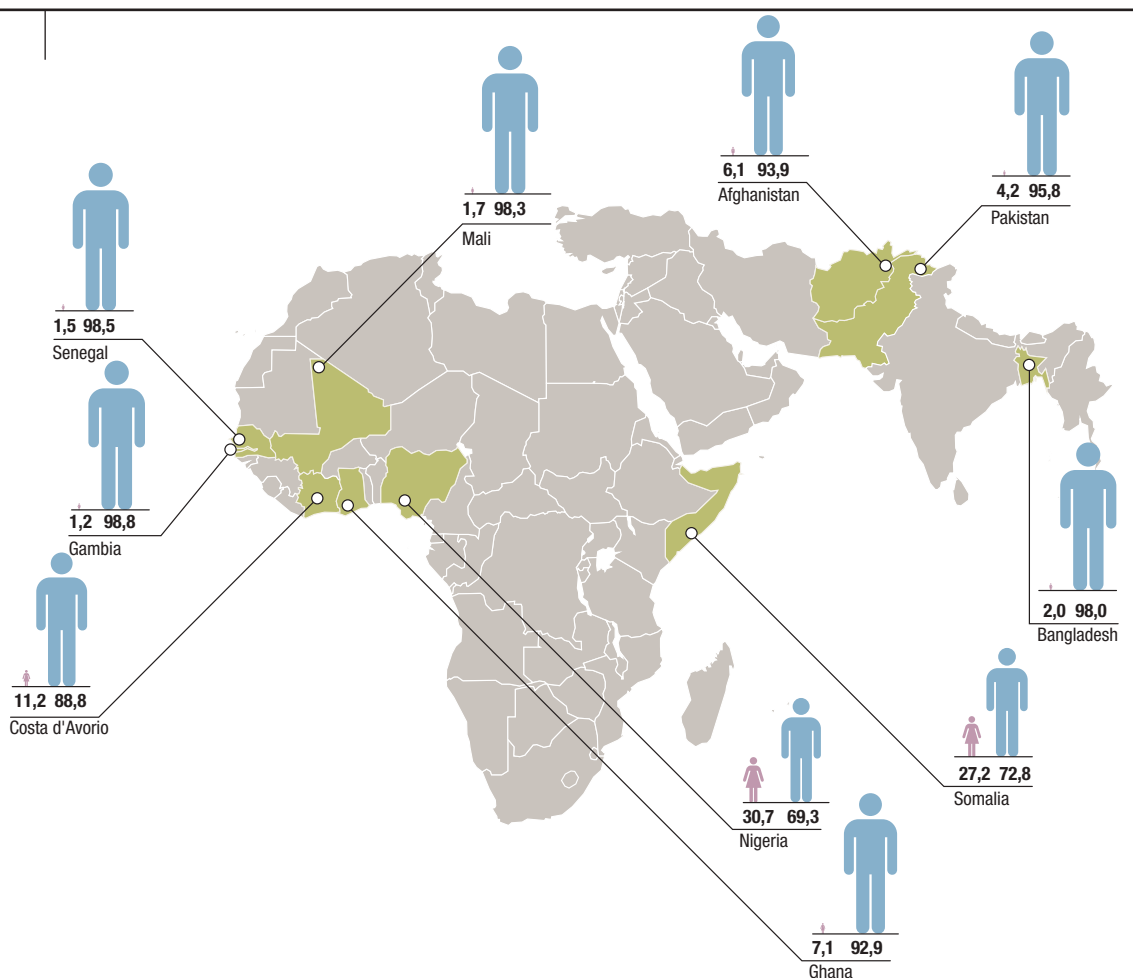 6,1 93,9
Afghanistan
4,2 95,8
Pakistan
1,7 98,3
Mali
1,5 98,5
Senegal
1,2 98,8
Gambia
2,0 98,0
Bangladesh
11,2 88,8
Costa d'Avorio
27,2 72,8
Somalia
30,7 69,3
Nigeria
7,1 92,9
Ghana